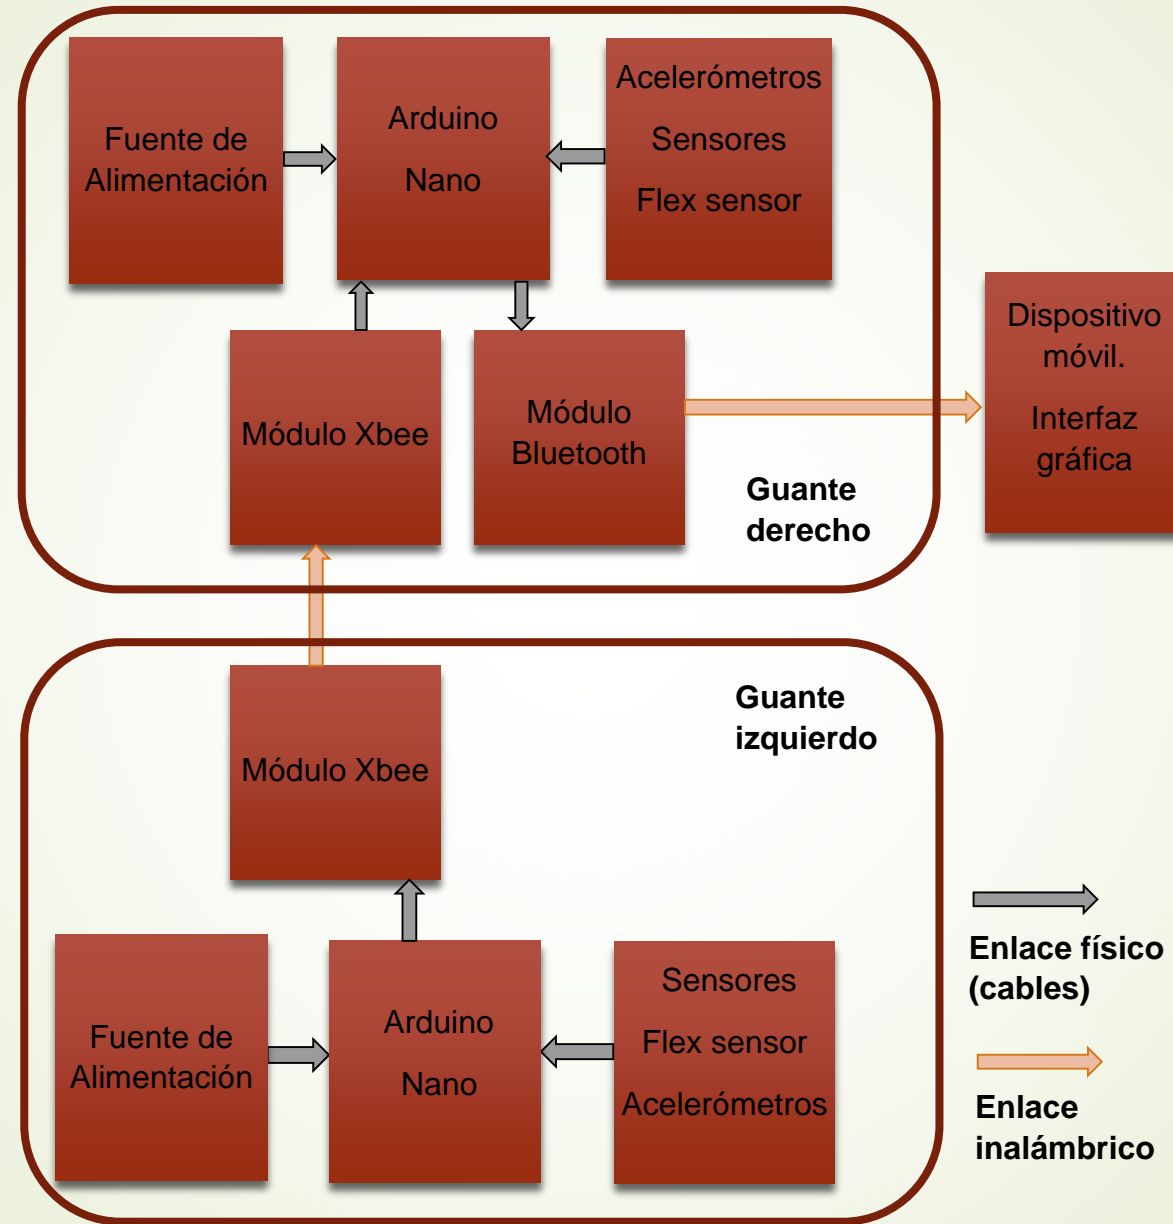 Fuente de
Alimentación
Arduino
Nano
Acelerómetros
Sensores
Flex sensor
Módulo Xbee
Módulo
Bluetooth
Dispositivo
móvil.
Interfaz
gráfica
Guante
derecho
Módulo Xbee
Guante
izquierdo
Fuente de
Alimentación
Arduino
Nano
Sensores
Flex sensor
Acelerómetros
Enlace físico
(cables)
Enlace
inalámbrico